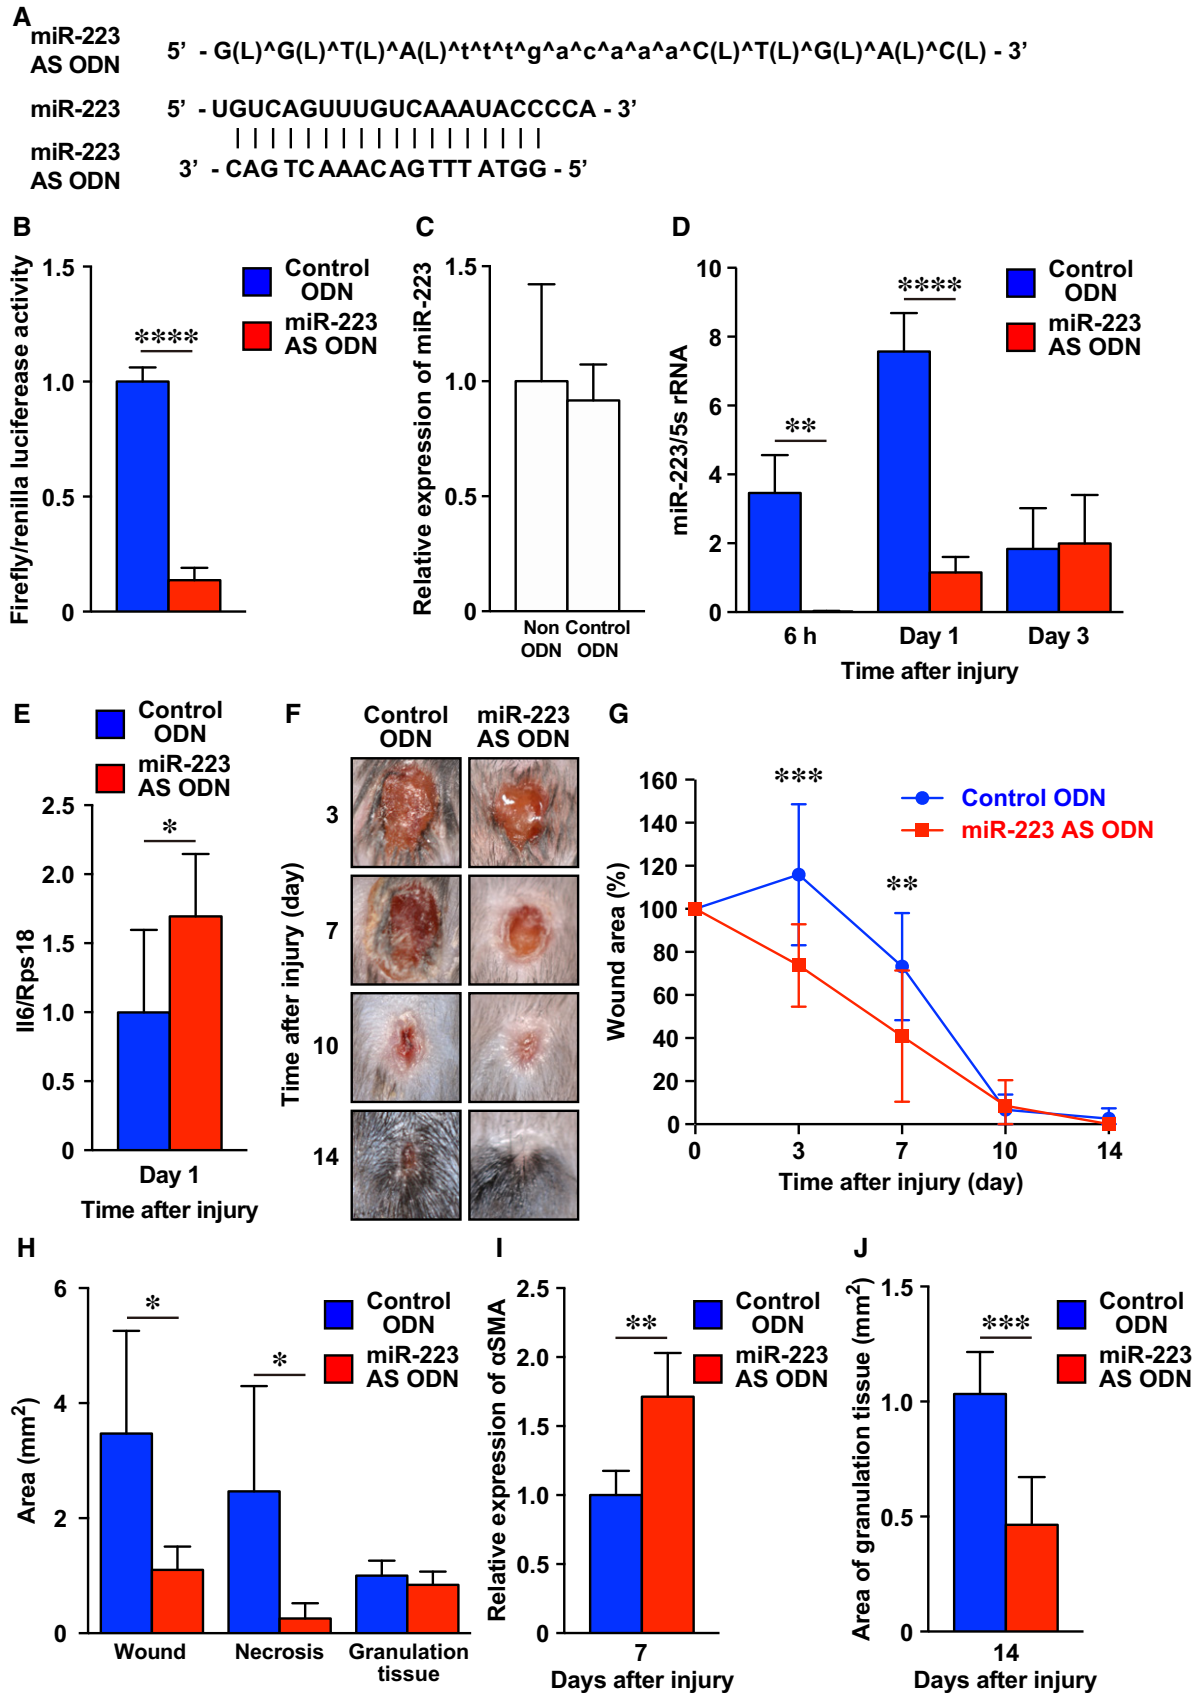 A
miR-223
AS ODN
5’ - G(L)^G(L)^T(L)^A(L)^t^t^t^g^a^c^a^a^a^C(L)^T(L)^G(L)^A(L)^C(L) - 3’
miR-223
5’ - UGUCAGUUUGUCAAAUACCCCA - 3’
miR-223
AS ODN
3’ - CAGTCAAACAGTTTATGG - 5’
B
Firefly/renilla luciferase activity
1.5
1.0
0.5
0
****
Control
ODN
miR-223
AS ODN
C
Relative expression of miR-223
1.5
1.0
0.5
0
Non
ODN
Control
ODN
D
miR-223/5s rRNA
10
8
6
4
2
0
**
****
Control
ODN
miR-223
AS ODN
6 h
Day 1
Day 3
Time after injury
E
Control
ODN
miR-223
AS ODN
Il6/Rps18
2.5
2.0
1.5
1.0
0.5
0
*
Day 1
Time after injury
F
Control
ODN
miR-223
AS ODN
Time after injury (day)
3
7
10
14
G
Wound area (%)
160
140
120
100
80
60
40
20
0
***
**
Control ODN
miR-223 AS ODN
0
3
7
10
14
Time after injury (day)
H
Area (mm2)
6
4
2
0
*
*
Control
ODN
miR-223
AS ODN
Wound
Necrosis
Granulation
tissue
I
Relative expression of αSMA
2.5
2.0
1.5
1.0
0.5
0
**
Control
ODN
miR-223
AS ODN
7
Days after injury
J
Area of granulation tissue (mm2)
1.5
1.0
0.5
0
***
Control
ODN
miR-223
AS ODN
14
Days after injury